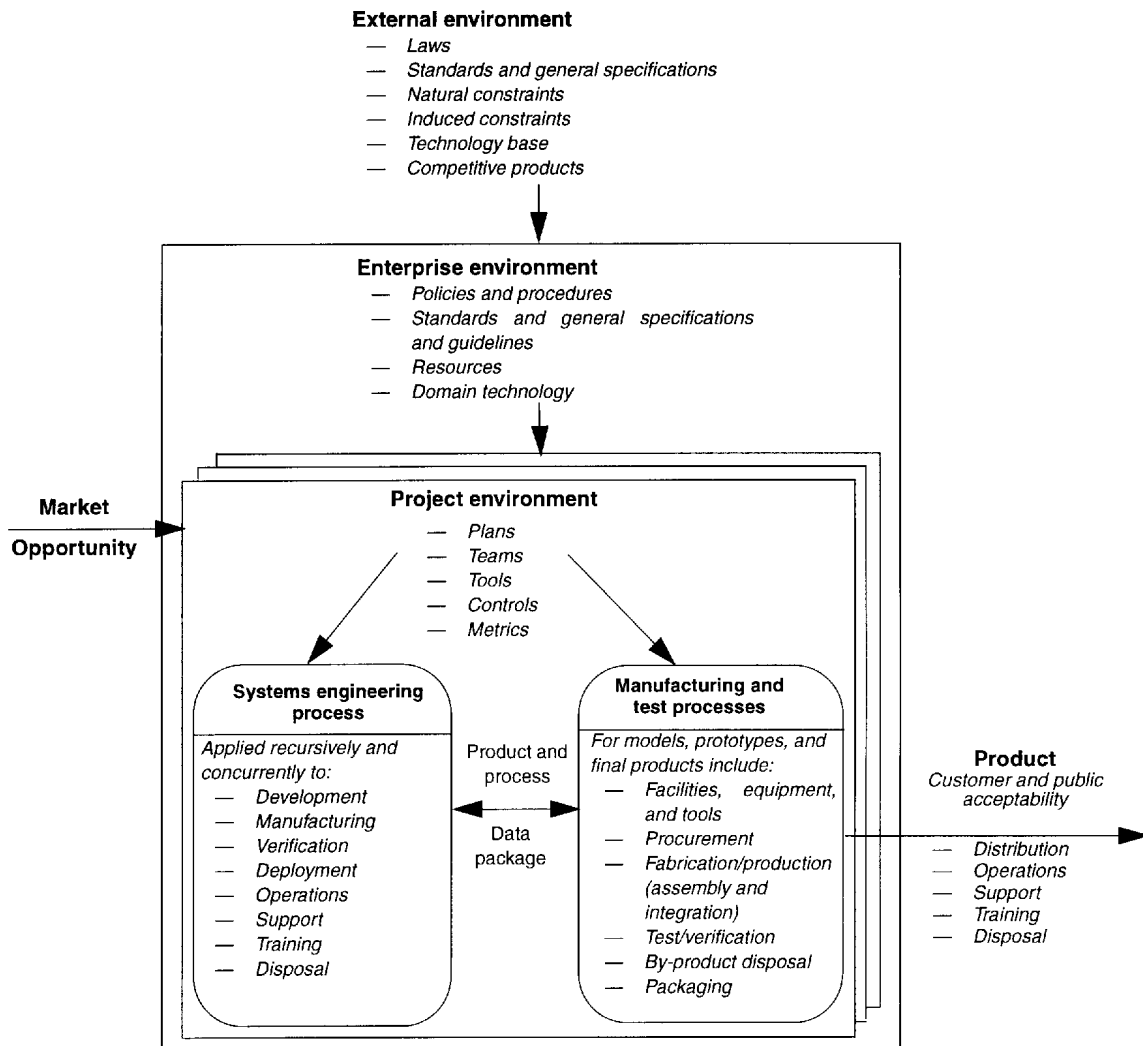 External environment
— Laws
— Standards and general specifications
— Natural constraints
— Induced constraints
— Technology base
— Competitive products
Enterprise environment
— Policies and procedures
— Standards and general specifications
and guidelines
— Resources
— Domain technology
Market
Opportunity
Project environment
— Plans
— Teams
— Tools
— Controls
— Metrics
Systems engineering
process
Applied recursively and
concurrently to:
— Development
— Manufacturing
— Verification
— Deployment
— Operations
— Support
— Training
— Disposal
Product and
process
Data
package
Manufacturing and
test processes
For models, prototypes, and
final products include:
— Facilities, equipment,
and tools
— Procurement
— Fabrication/production
(assembly and
integration)
— Test/verification
— By-product disposal
— Packaging
Product
Customer and public
acceptability
— Distribution
— Operations
— Support
— Training
— Disposal